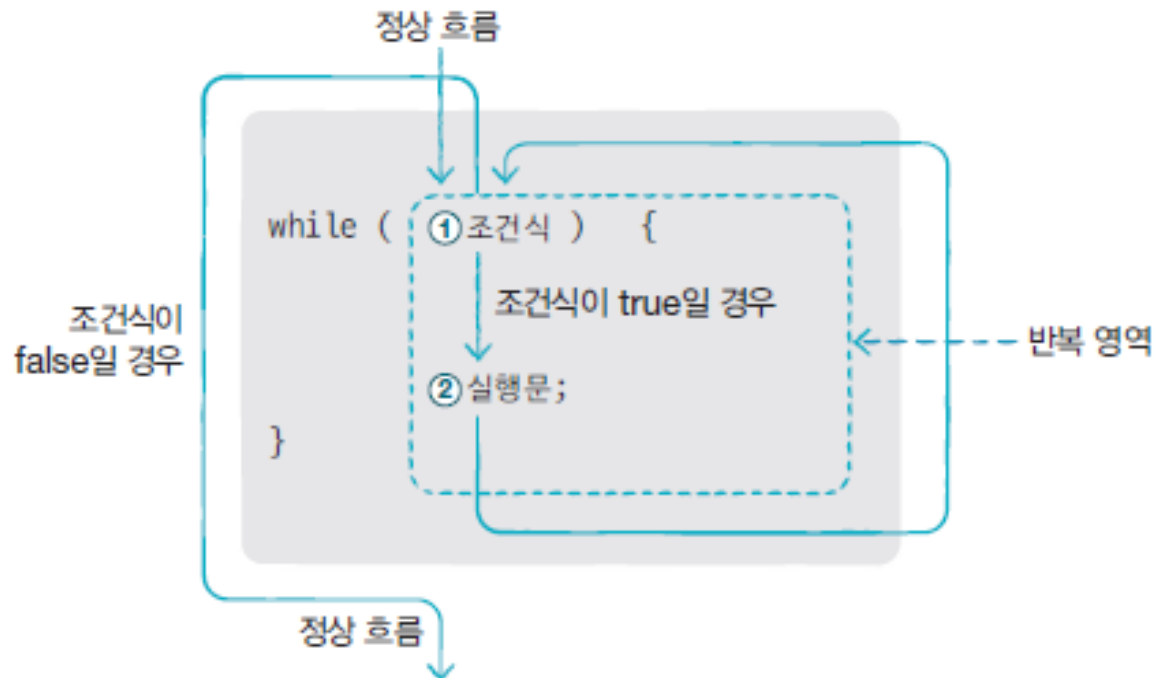 정상 흐름
while ( ①조건식 ) {
조건식이 true일 경우
조건식이
false일 경우
반복 영역
②실행문;
}
정상 흐름